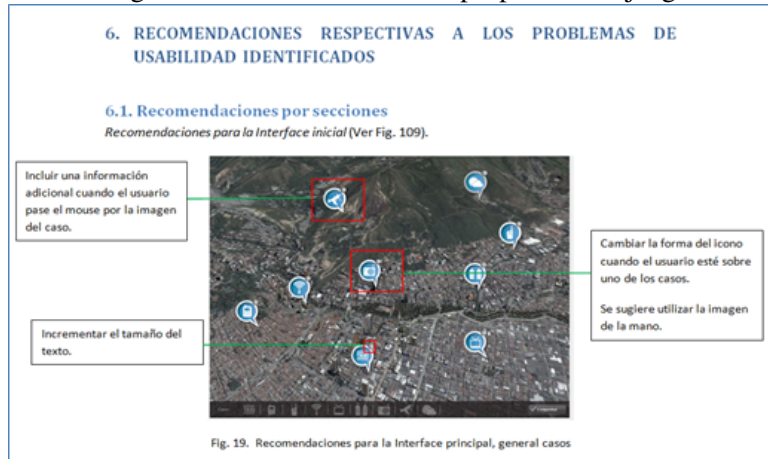 6. RECOMENDACIONES RESPECTIVAS A LOS PROBLEMAS DE
USABILIDAD IDENTIFICADOS
6.1. Recomendaciones por secciones
Recomendaciones para la Interface inicial (Ver Fig. 109).
Incluir una información
adicional cuando el usuario
pase el mouse por la imagen
del caso.
Cambiar la forma del icono
cuando el usuario esté sobre
uno de los casos.
Se sugiere utilizar la imagen
de la mano.
Incrementar el tamaño del
texto.
Fig. 19. Recomendaciones para la Interface principal, general casos